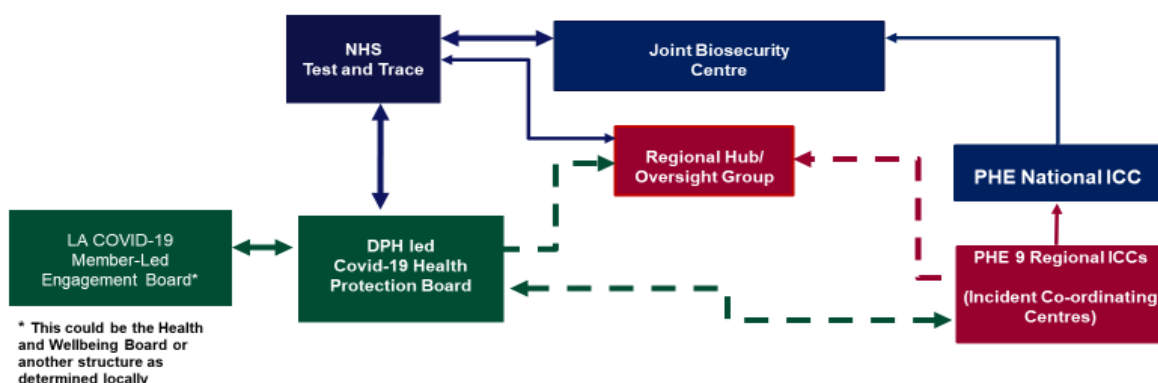 NHS
Test and Trace
Joint Biosecurity
Centre
Regional Hub/
Oversight Group
PHE National ICC
LA COVID-19
Member-Led
Engagement Board*
DPH led
Covid-19 Health
Protection Board
PHE 9 Regional ICCs
(Incident Co-ordinating
Centres)
* This could be the Health
and Wellbeing Board or
another structure as
determined locally